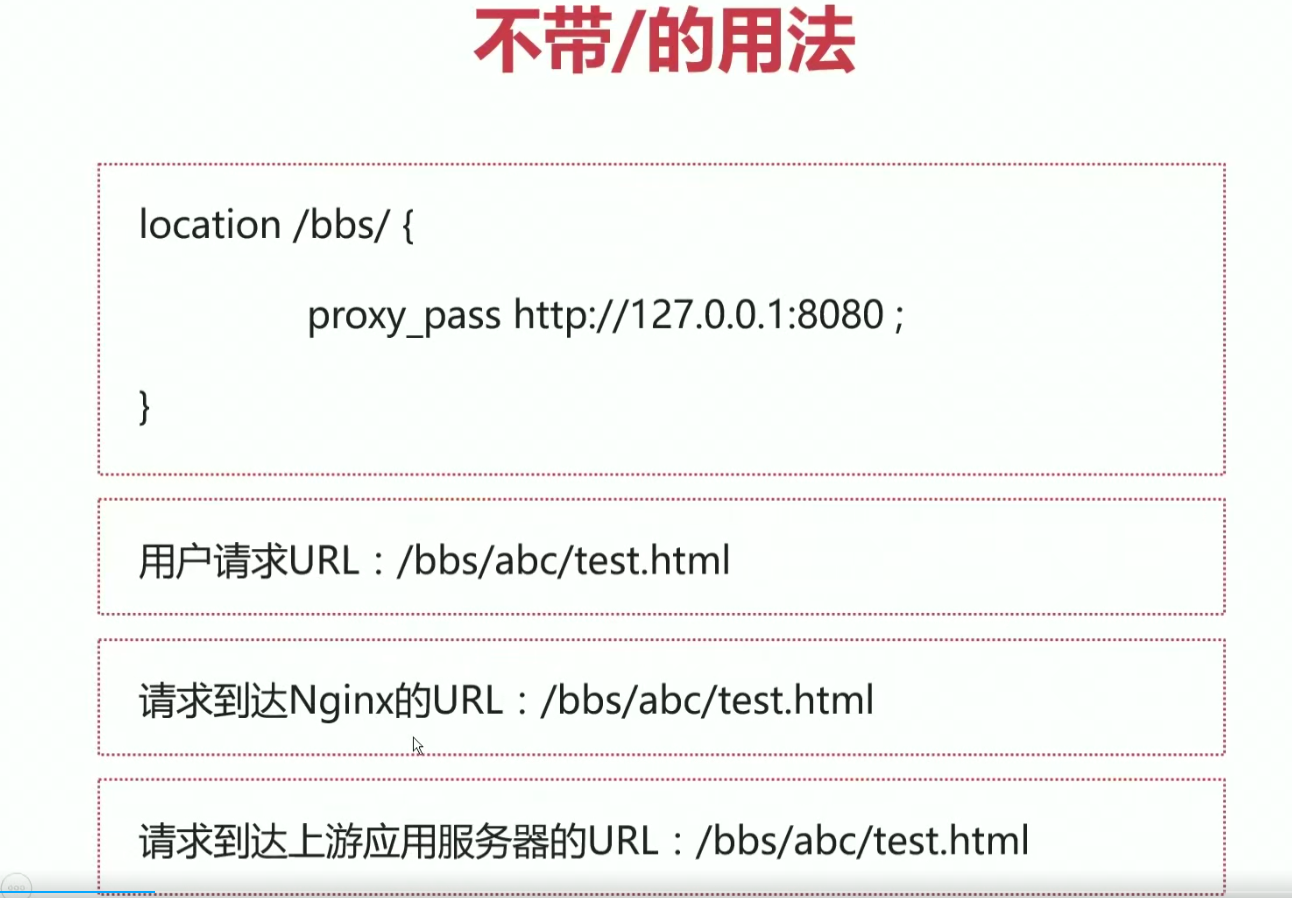 不带/的用法
location /bbs/ {
proxy_pass http://127.0.0.1:8080 ;
}
用户请求URL：/bbs/abc/test.html
请求到达Nginx的URL：/bbs/abc/test.html
请求到达上游应用服务器的URL：/bbs/abc/test.html